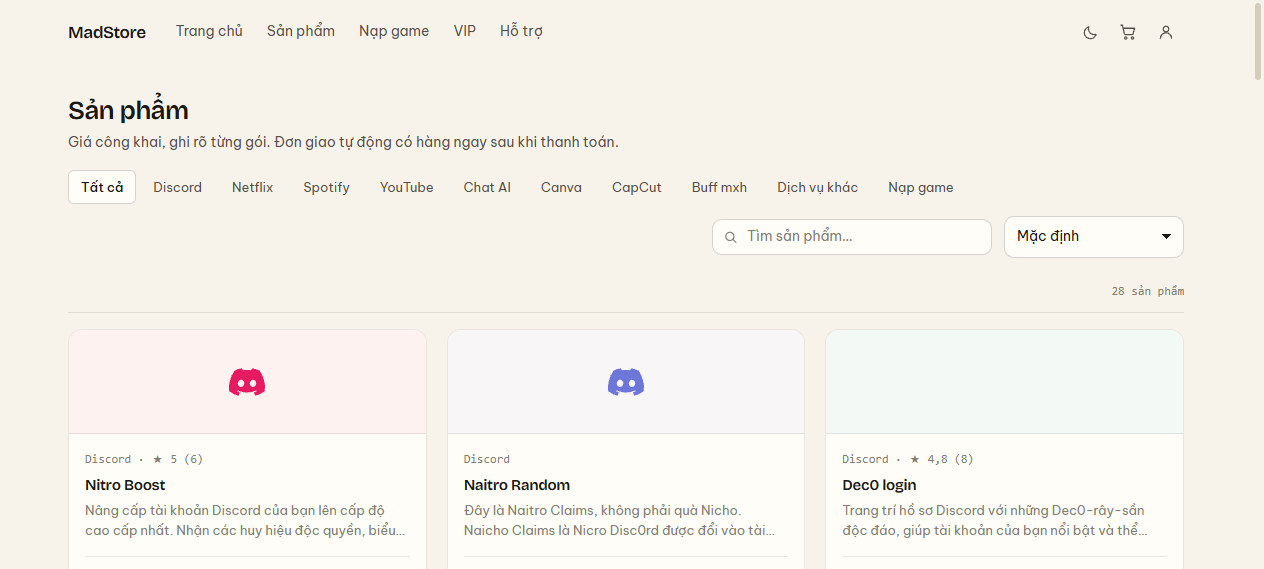 MadStore Trang chủ Sản phẩm Nạp game VIP Hỗ trợ
Sản phẩm
Giá công khai, ghi rõ từng gói. Đơn giao tự động có hàng ngay sau khi thanh toán.
Tất cả Discord Netflix Spotify YouTube Chat AI Canva CapCut Buff mxh Dịch vụ khác Nạp game
Tìm sản phẩm... Mặc định
28 sản phẩm
Discord · ★ 5 (6)
Nitro Boost
Nâng cấp tài khoản Discord của bạn lên cấp độ
cao cấp nhất. Nhận các huy hiệu độc quyền, biểu...
Discord
Naitro Random
Đây là Naitro Claims, không phải quà Nicho.
Naicho Claims là Nicro Disc0rd được đổi vào tài...
Discord · ★ 4,8 (8)
Dec0 login
Trang trí hồ sơ Discord với những Dec0-rây-sần
độc đáo, giúp tài khoản của bạn nổi bật và thể...